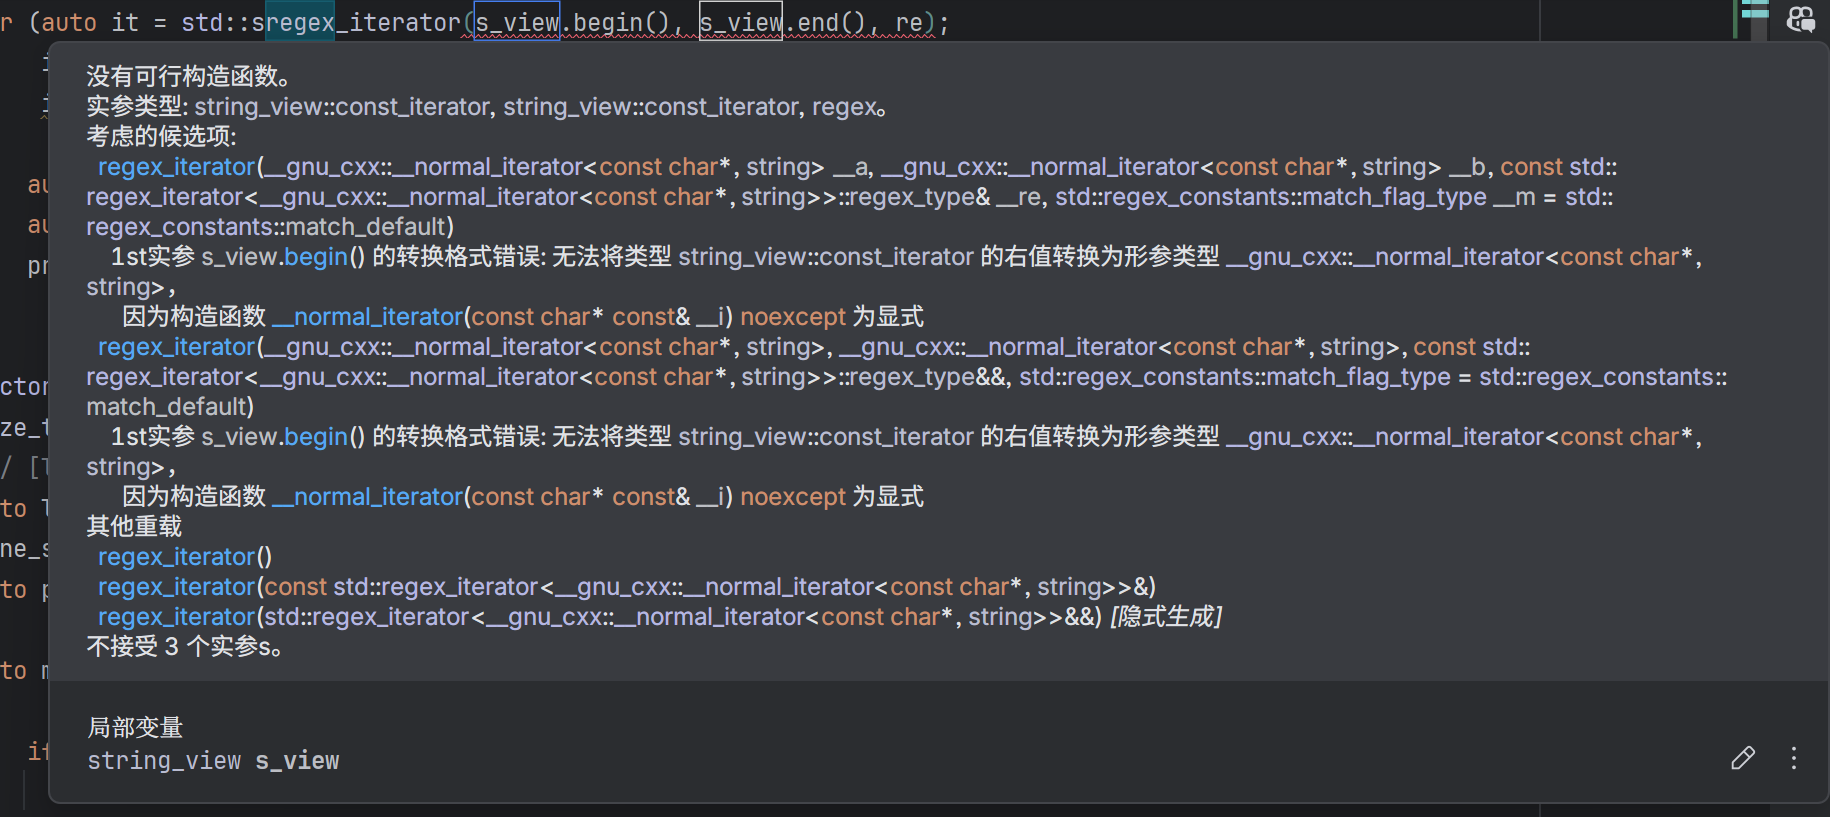 r (auto it = std::sregex_iterator(s_view.begin(), s_view.end(), re);
没有可行构造函数。
实参类型: string_view::const_iterator, string_view::const_iterator, regex。
考虑的候选项:
regex_iterator(__gnu_cxx::__normal_iterator<const char*, string> __a, __gnu_cxx::__normal_iterator<const char*, string> __b, const std::
regex_iterator<__gnu_cxx::__normal_iterator<const char*, string>>::regex_type& __re, std::regex_constants::match_flag_type __m = std::
regex_constants::match_default)
au
au
pr
1st实参 s_view.begin() 的转换格式错误: 无法将类型 string_view::const_iterator 的右值转换为形参类型 __gnu_cxx::__normal_iterator<const char*,
string>，
因为构造函数 __normal_iterator(const char* const& __i) noexcept 为显式
regex_iterator(__gnu_cxx::__normal_iterator<const char*, string>, __gnu_cxx::__normal_iterator<const char*, string>, const std::
regex_iterator<__gnu_cxx::__normal_iterator<const char*, string>>::regex_type&&, std::regex_constants::match_flag_type = std::regex_constants::
match_default)
ctor
ze_t
/ [
to l
ne_s
to p
to m
if
1st实参 s_view.begin() 的转换格式错误: 无法将类型 string_view::const_iterator 的右值转换为形参类型 __gnu_cxx::__normal_iterator<const char*,
string>，
因为构造函数 __normal_iterator(const char* const& __i) noexcept 为显式
其他重载
regex_iterator()
regex_iterator(const std::regex_iterator<__gnu_cxx::__normal_iterator<const char*, string>>&)
regex_iterator(std::regex_iterator<__gnu_cxx::__normal_iterator<const char*, string>>&&) [隐式生成]
不接受 3 个实参s。
局部变量
string_view s_view